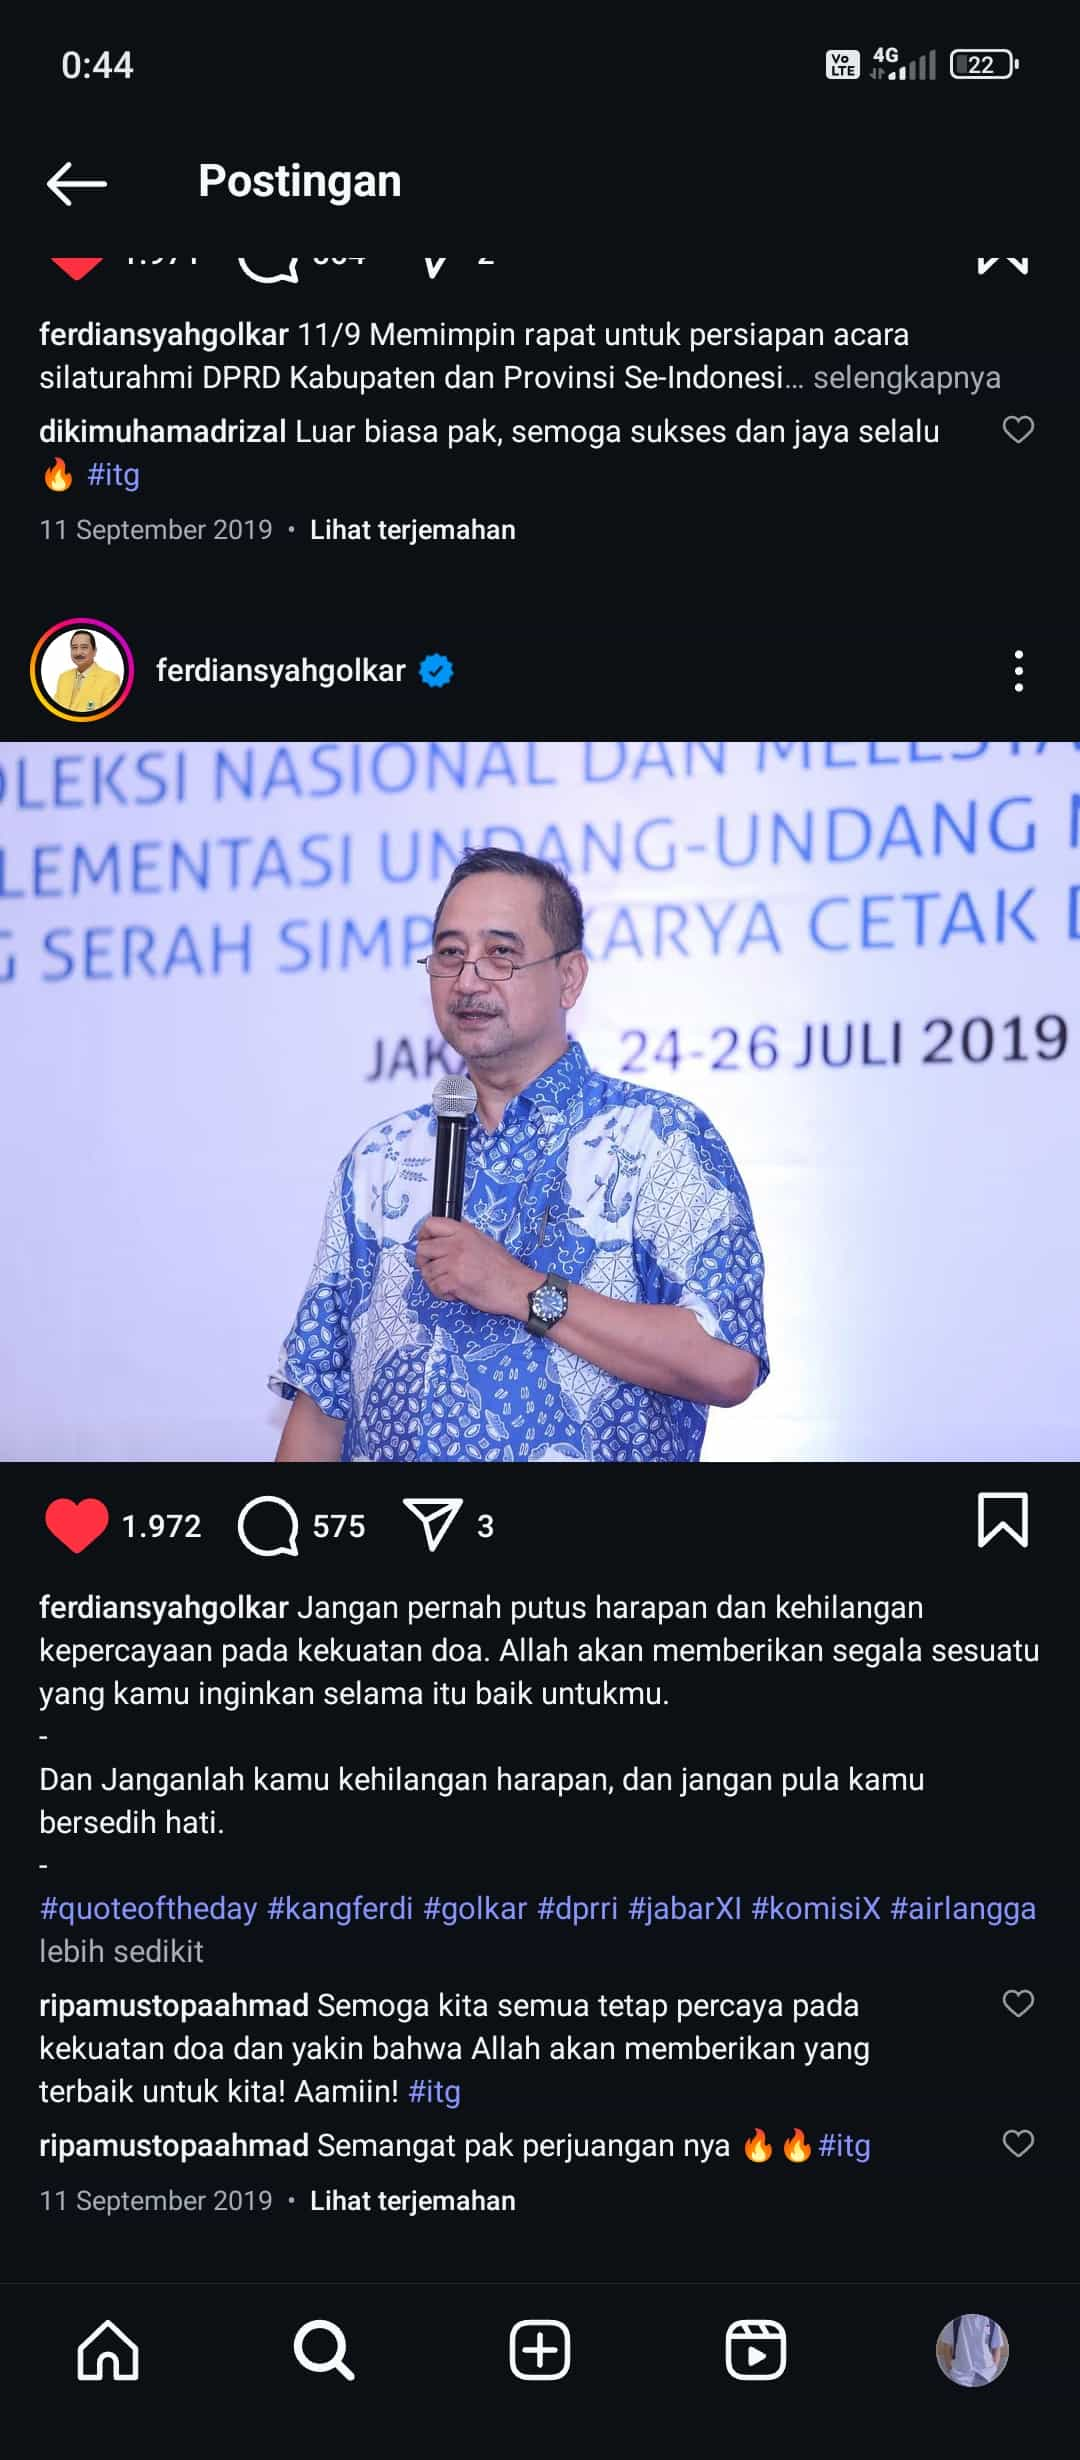 0:44
Vo LTE 4G 22
Postingan
ferdiansyahgolkar 11/9 Memimpin rapat untuk persiapan acara
silaturahmi DPRD Kabupaten dan Provinsi Se-Indonesi... selengkapnya
dikimuhamadrizal Luar biasa pak, semoga sukses dan jaya selalu
🔥 #itg
11 September 2019 • Lihat terjemahan
ferdiansyahgolkar
OLEKSI NASIONAL DAN MELESTA
LEMENTASI UNDANG-UNDANG
G SERAH SIMP KARYA CETAK D
JAK 24-26 JULI 2019
1.972 575 3
ferdiansyahgolkar Jangan pernah putus harapan dan kehilangan
kepercayaan pada kekuatan doa. Allah akan memberikan segala sesuatu
yang kamu inginkan selama itu baik untukmu.
-
Dan Janganlah kamu kehilangan harapan, dan jangan pula kamu
bersedih hati.
-
#quoteoftheday #kangferdi #golkar #dprri #jabarXI #komisiX #airlangga
lebih sedikit
ripamustopaahmad Semoga kita semua tetap percaya pada
kekuatan doa dan yakin bahwa Allah akan memberikan yang
terbaik untuk kita! Aamiin! #itg
ripamustopaahmad Semangat pak perjuangan nya 🔥🔥#itg
11 September 2019 • Lihat terjemahan